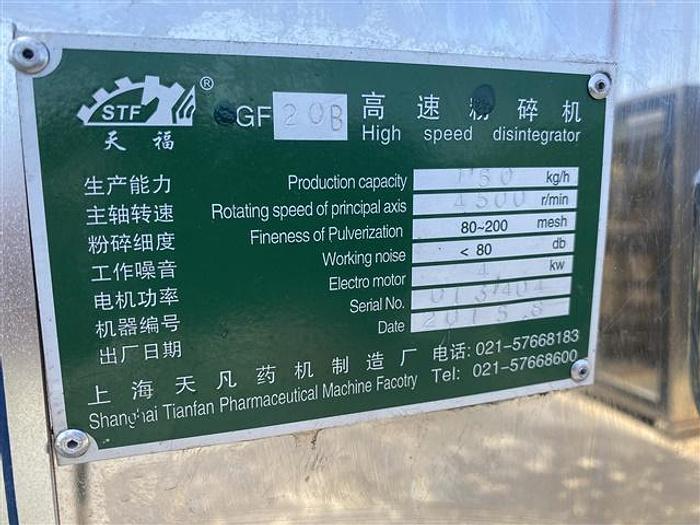 STF ®
天福
GF 20B 高速粉碎机
High speed disintegrator
生产能力 Production capacity 150 kg/h
主轴转速 Rotating speed of principal axis 4500 r/min
粉碎细度 Fineness of Pulverization 80~200 mesh
工作噪音 Working noise < 80 db
电机功率 Electro motor 4 kw
机器编号 Serial No.
出厂日期 Date 2015.8
上海天凡药机制造厂 电话: 021-57668183
Shanghai Tianfan Pharmaceutical Machine Facotry Tel: 021-57668600